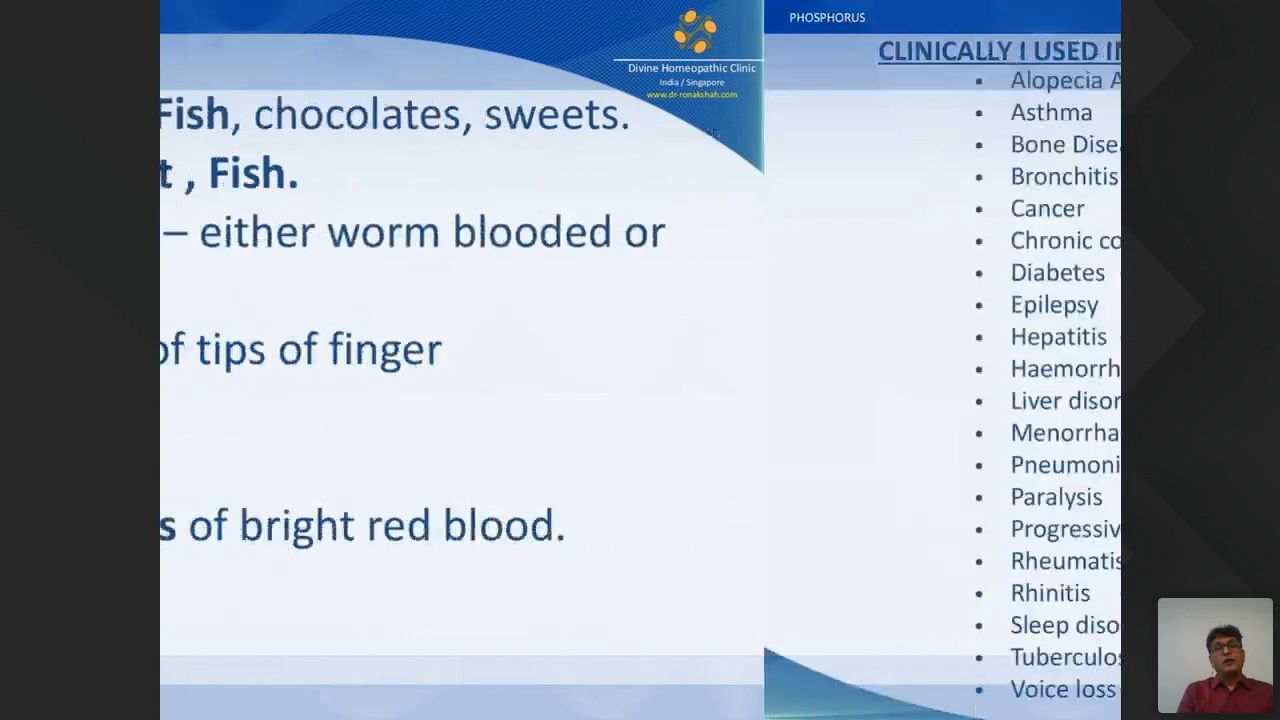 Divine Homeopathic Clinic
India / Singapore
www.dr-ronakshah.com
Fish, chocolates, sweets.
t , Fish.
– either worm blooded or
of tips of finger
s of bright red blood.
PHOSPHORUS
CLINICALLY I USED IN
• Alopecia A
• Asthma
• Bone Dise
• Bronchitis
• Cancer
• Chronic co
• Diabetes
• Epilepsy
• Hepatitis
• Haemorrh
• Liver disor
• Menorrha
• Pneumoni
• Paralysis
• Progressiv
• Rheumatis
• Rhinitis
• Sleep diso
• Tuberculos
• Voice loss